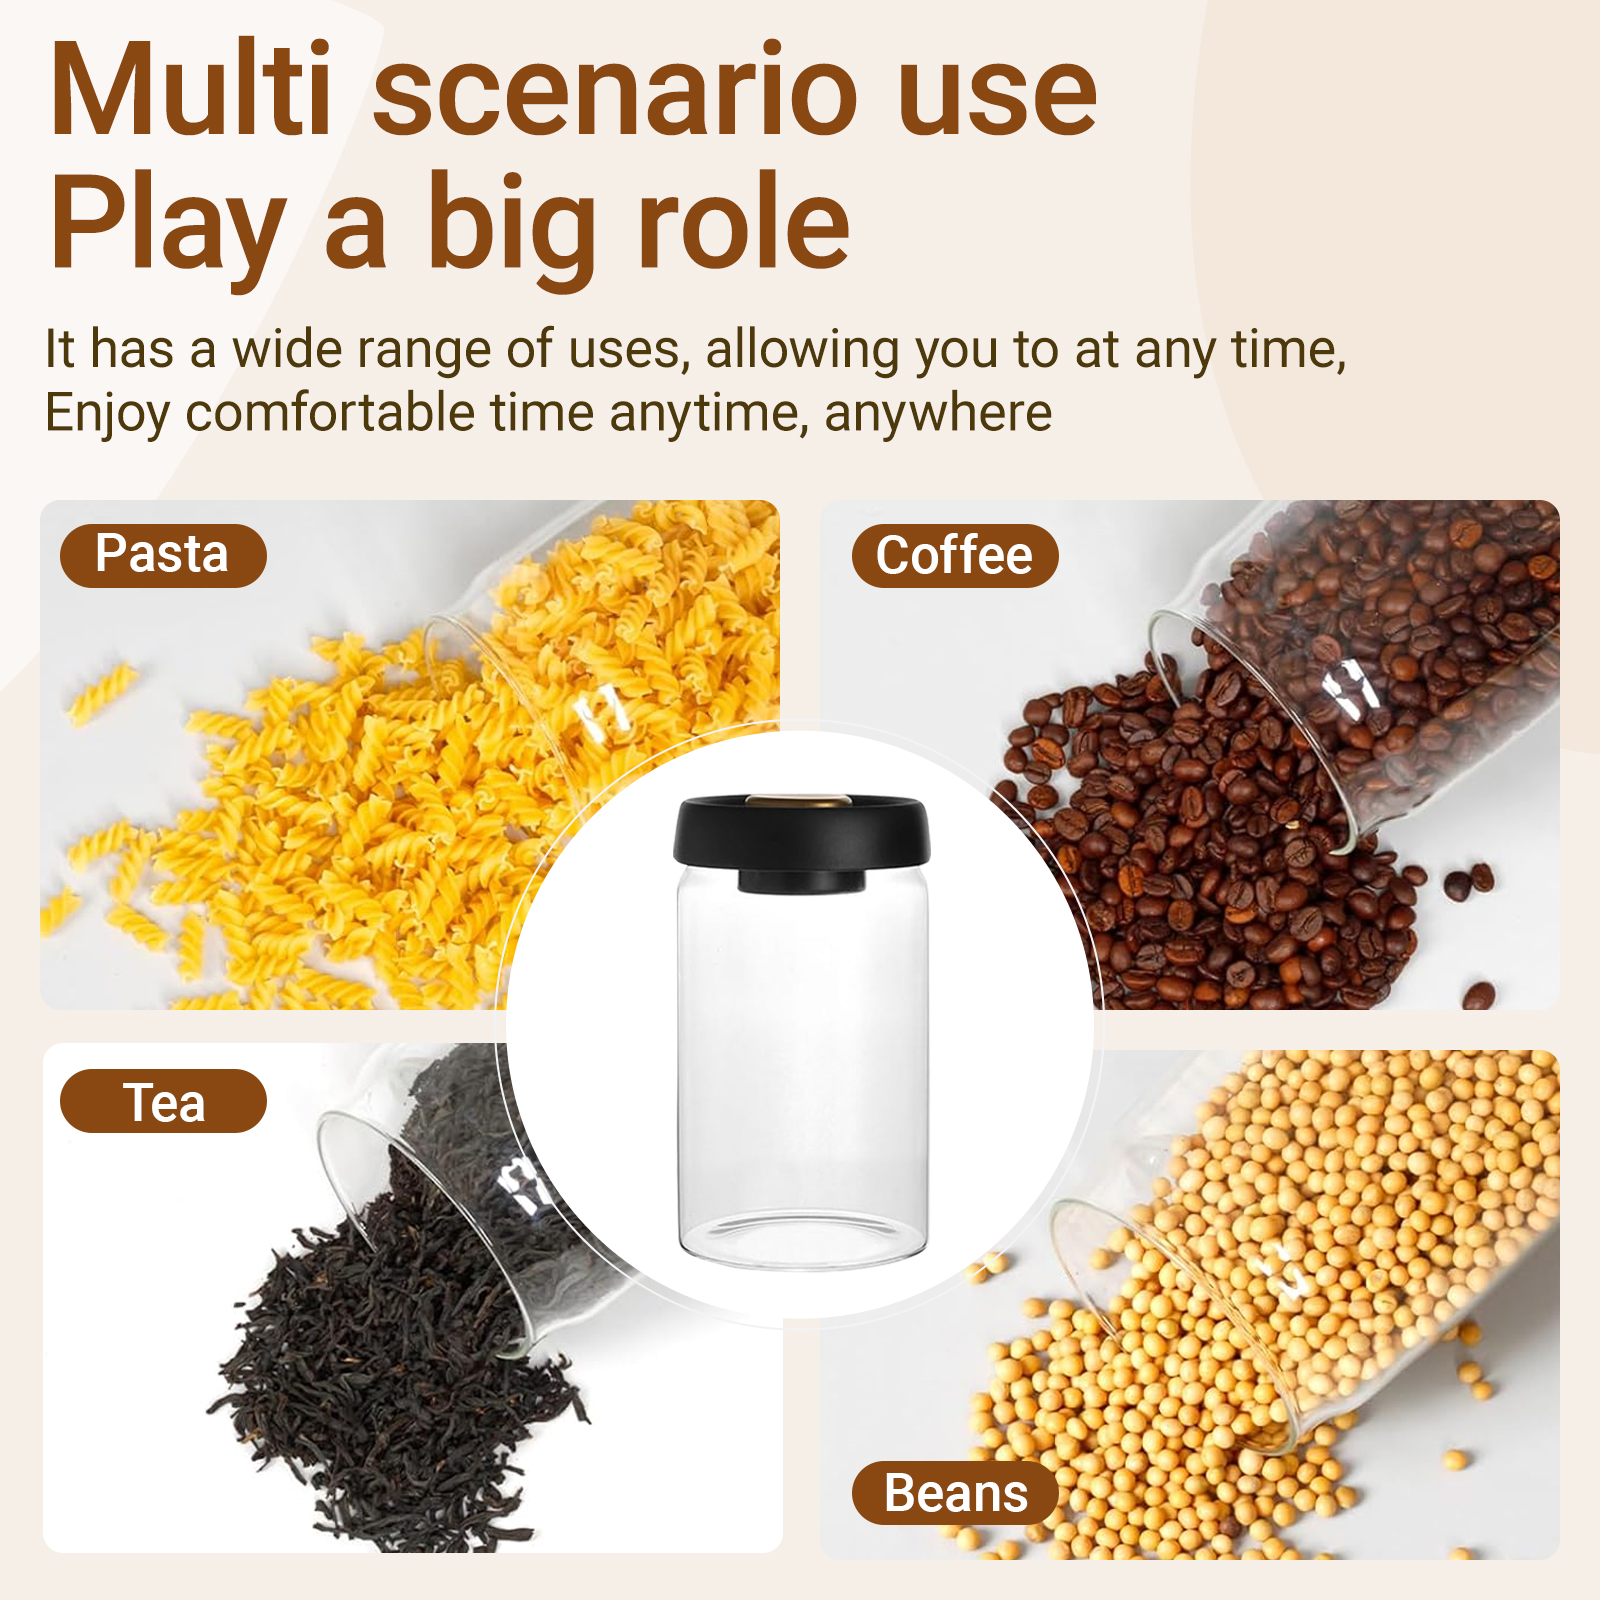 Multi scenario use
Play a big role
It has a wide range of uses, allowing you to at any time,
Enjoy comfortable time anytime, anywhere
Pasta
Coffee
Tea
Beans